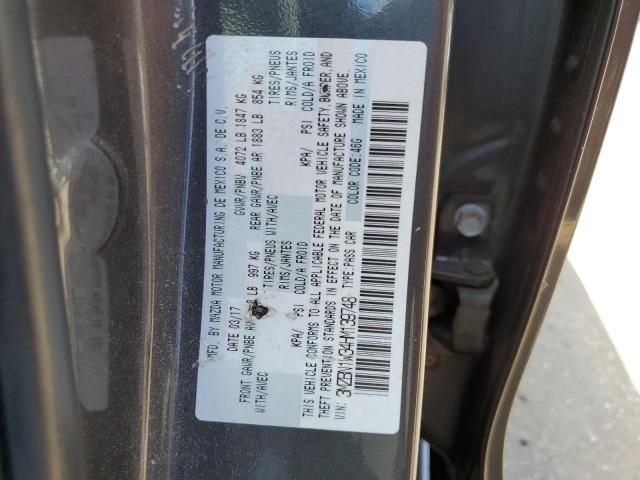 MFD. BY MAZDA MOTOR MANUFACTURING DE MEXICO S.A. DE C.V.
DATE 03/17 GVWR/PNBV 4072 LB 1847 KG
FRONT GAWR/PNBE AV LB 997 KG REAR GAWR/PNBE AR 1883 LB 854 KG
WITH/AVEC TIRES/PNEUS WITH/AVEC TIRES/PNEUS
RIMS/JANTES RIMS/JANTES
KPA/ PSI COLD/A FROID KPA/ PSI COLD/A FROID
THIS VEHICLE CONFORMS TO ALL APPLICABLE FEDERAL MOTOR VEHICLE SAFETY, BUMPER, AND
THEFT PREVENTION STANDARDS IN EFFECT ON THE DATE OF MANUFACTURE SHOWN ABOVE.
VIN: 3MZBN1W34HM139748 TYPE:PASS CAR COLOR CODE:46G MADE IN MEXICO